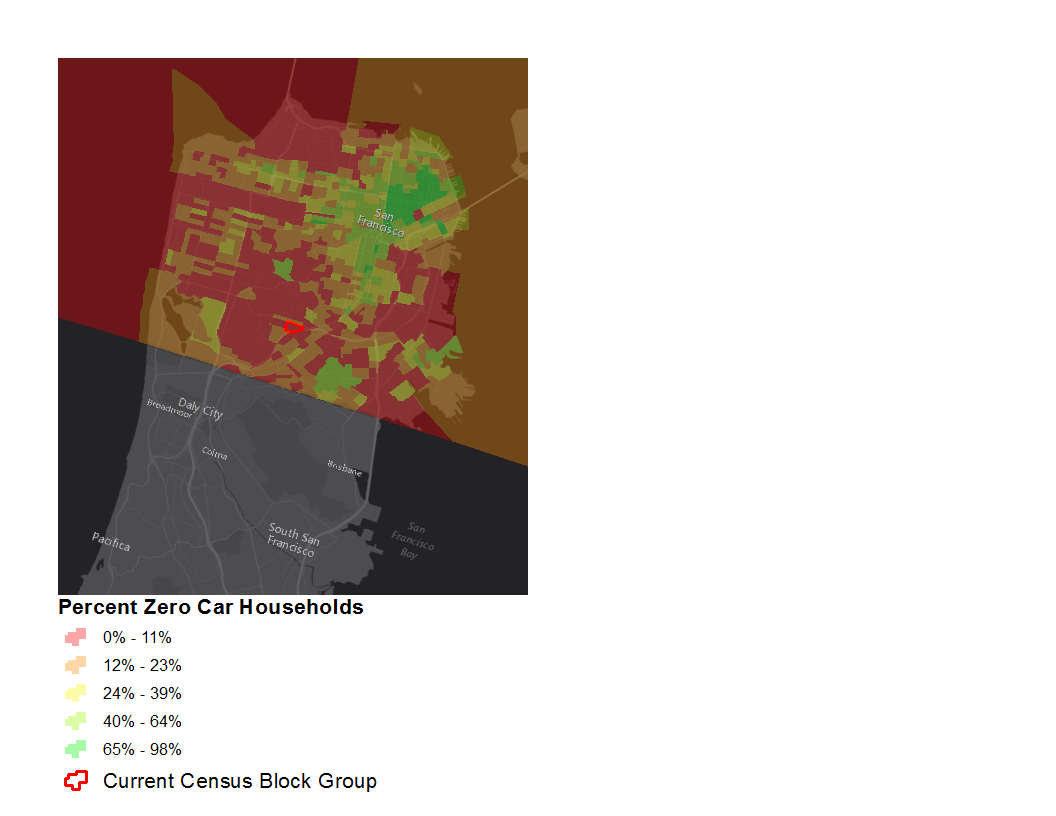 San
Francisco
Daly City
Broadmoor
Colma
Brisbane
Pacifica
South San
Francisco
San
Francisco
Bay
Percent Zero Car Households
0% - 11%
12% - 23%
24% - 39%
40% - 64%
65% - 98%
Current Census Block Group